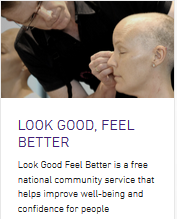 LOOK GOOD, FEEL
BETTER
Look Good Feel Better is a free
national community service that
helps improve well-being and
confidence for people